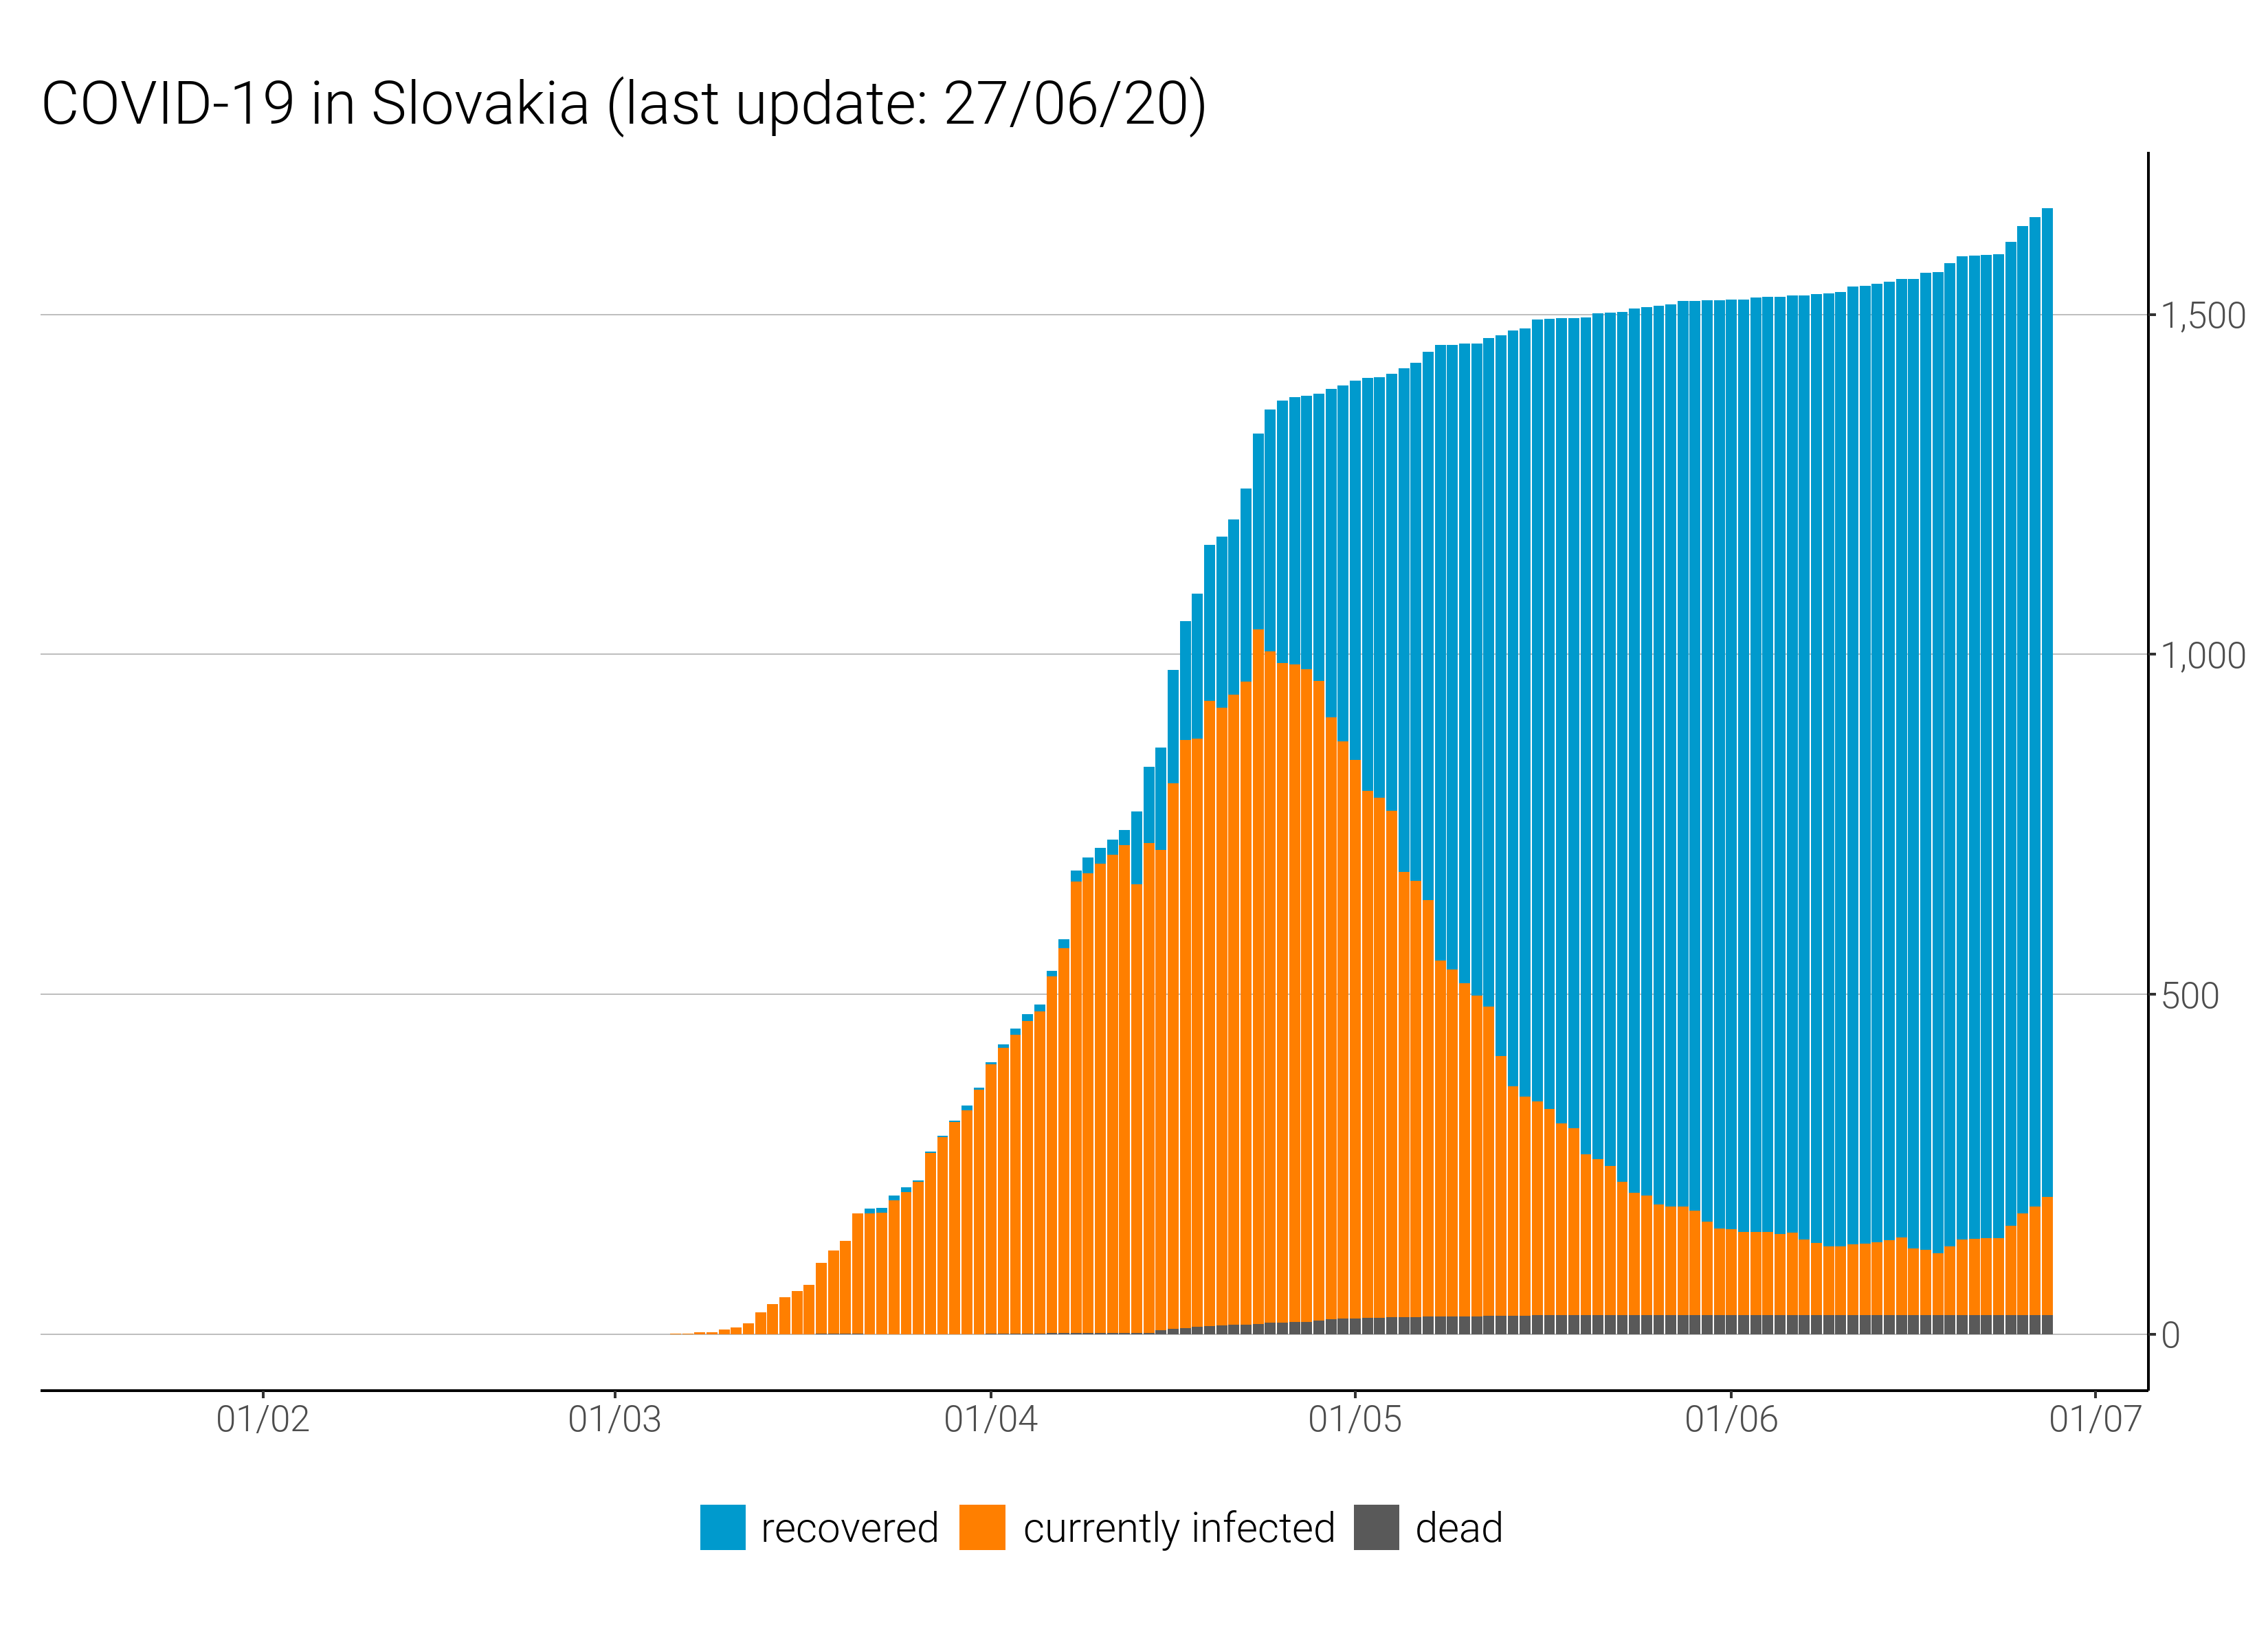 COVID-19 in Slovakia (last update: 27/06/20)
1,500
1,000
500
0
01/02 01/03 01/04 01/05 01/06 01/07
recovered currently infected dead